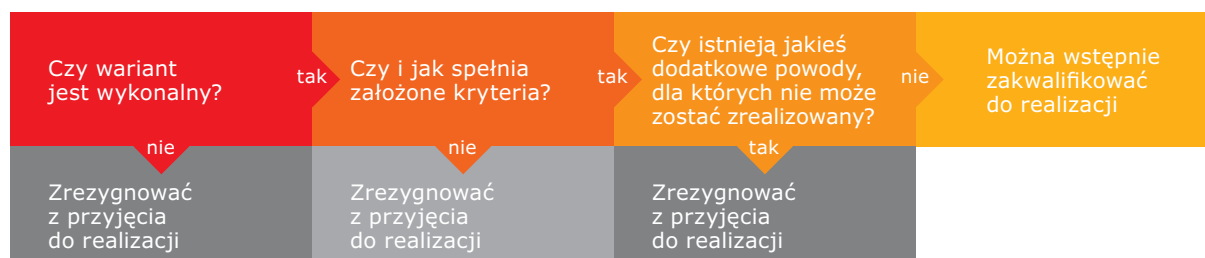 Czy wariant
jest wykonalny?
tak
Czy i jak spełnia
założone kryteria?
tak
Czy istnieją jakieś
dodatkowe powody,
dla których nie może
zostać zrealizowany?
nie
Można wstępnie
zakwalifikować
do realizacji
nie
Zrezygnować
z przyjęcia
do realizacji
nie
Zrezygnować
z przyjęcia
do realizacji
tak
Zrezygnować
z przyjęcia
do realizacji